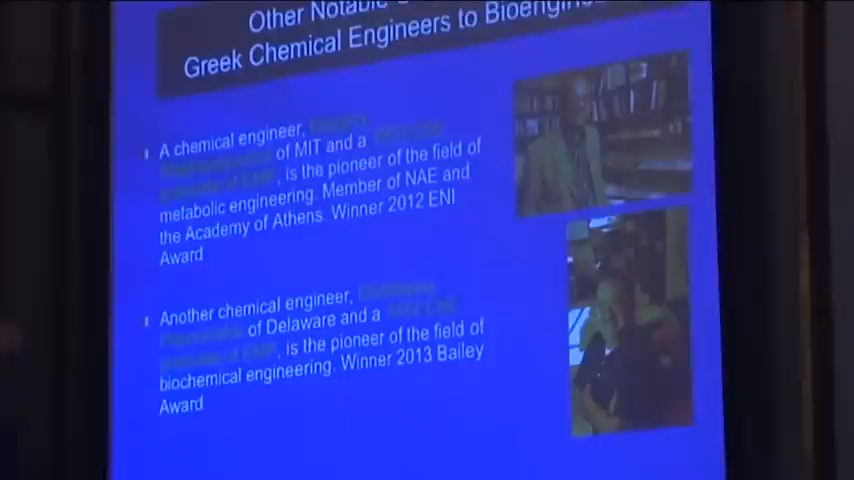 Other Notable
Greek Chemical Engineers to
A chemical engineer,
of MIT and a
, is the pioneer of the field of
metabolic engineering. Member of NAE and
the Academy of Athens. Winner 2012 ENI
Award
Another chemical engineer,
of Delaware and a
, is the pioneer of the field of
biochemical engineering. Winner 2013 Bailey
Award